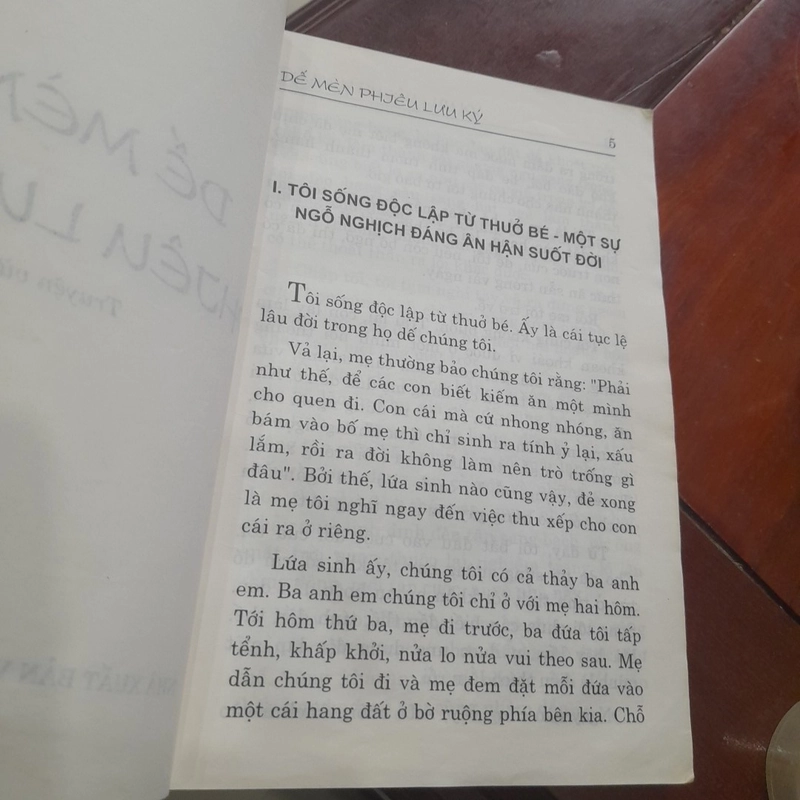 DẾ MÈN PHIÊU LƯU KÝ
5
I. TÔI SỐNG ĐỘC LẬP TỪ THUỞ BÉ - MỘT SỰ
NGỖ NGHỊCH ĐÁNG ÂN HẬN SUỐT ĐỜI
Tôi sống độc lập từ thuở bé. Ấy là cái tục lệ
lâu đời trong họ dế chúng tôi.
Vả lại, mẹ thường bảo chúng tôi rằng: "Phải
như thế, để các con biết kiếm ăn một mình
cho quen đi. Con cái mà cứ nhong nhóng, ăn
bám vào bố mẹ thì chỉ sinh ra tính ỷ lại, xấu
lắm, rồi ra đời không làm nên trò trống gì
đâu". Bởi thế, lứa sinh nào cũng vậy, đẻ xong
là mẹ tôi nghĩ ngay đến việc thu xếp cho con
cái ra ở riêng.
Lứa sinh ấy, chúng tôi có cả thảy ba anh
em. Ba anh em chúng tôi chỉ ở với mẹ hai hôm.
Tới hôm thứ ba, mẹ đi trước, ba đứa tôi tấp
tểnh, khấp khởi, nửa lo nửa vui theo sau. Mẹ
dẫn chúng tôi đi và mẹ đem đặt mỗi đứa vào
một cái hang đất ở bờ ruộng phía bên kia. Chỗ